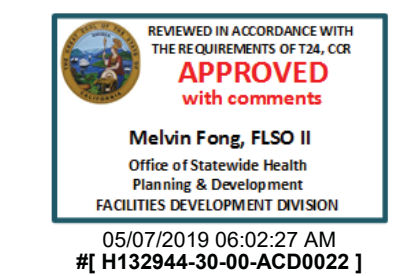 REVIEWED IN ACCORDANCE WITH
THE REQUIREMENTS OF T24, CCR
APPROVED
with comments
Melvin Fong, FLSO II
Office of Statewide Health
Planning & Development
FACILITIES DEVELOPMENT DIVISION
05/07/2019 06:02:27 AM
#[ H132944-30-00-ACD0022 ]